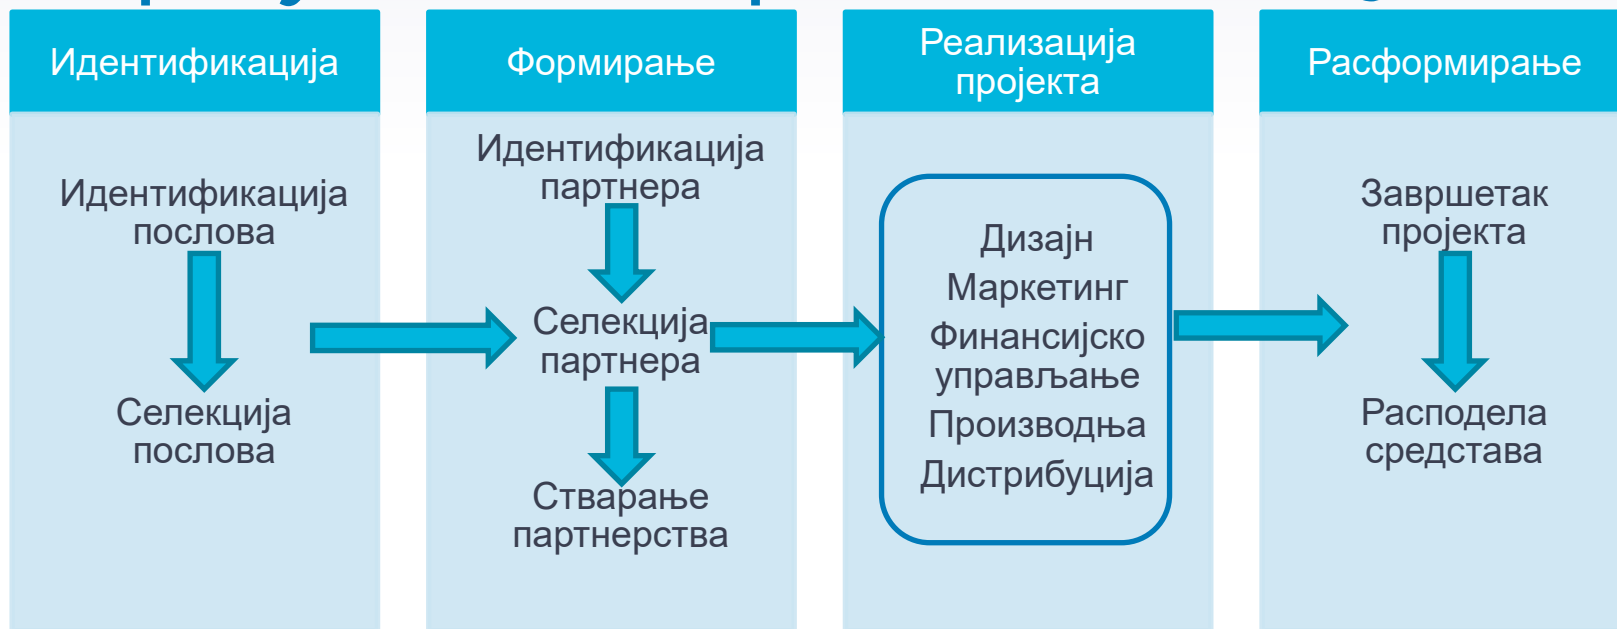 Идентификација
Идентификација
послова
Селекција
послова
Формирање
Идентификација
партнера
Селекција
партнера
Стварање
партнерства
Реализација
пројекта
Дизајн
Маркетинг
Финансијско
управљање
Производња
Дистрибуција
Расформирање
Завршетак
пројекта
Расподела
средстава